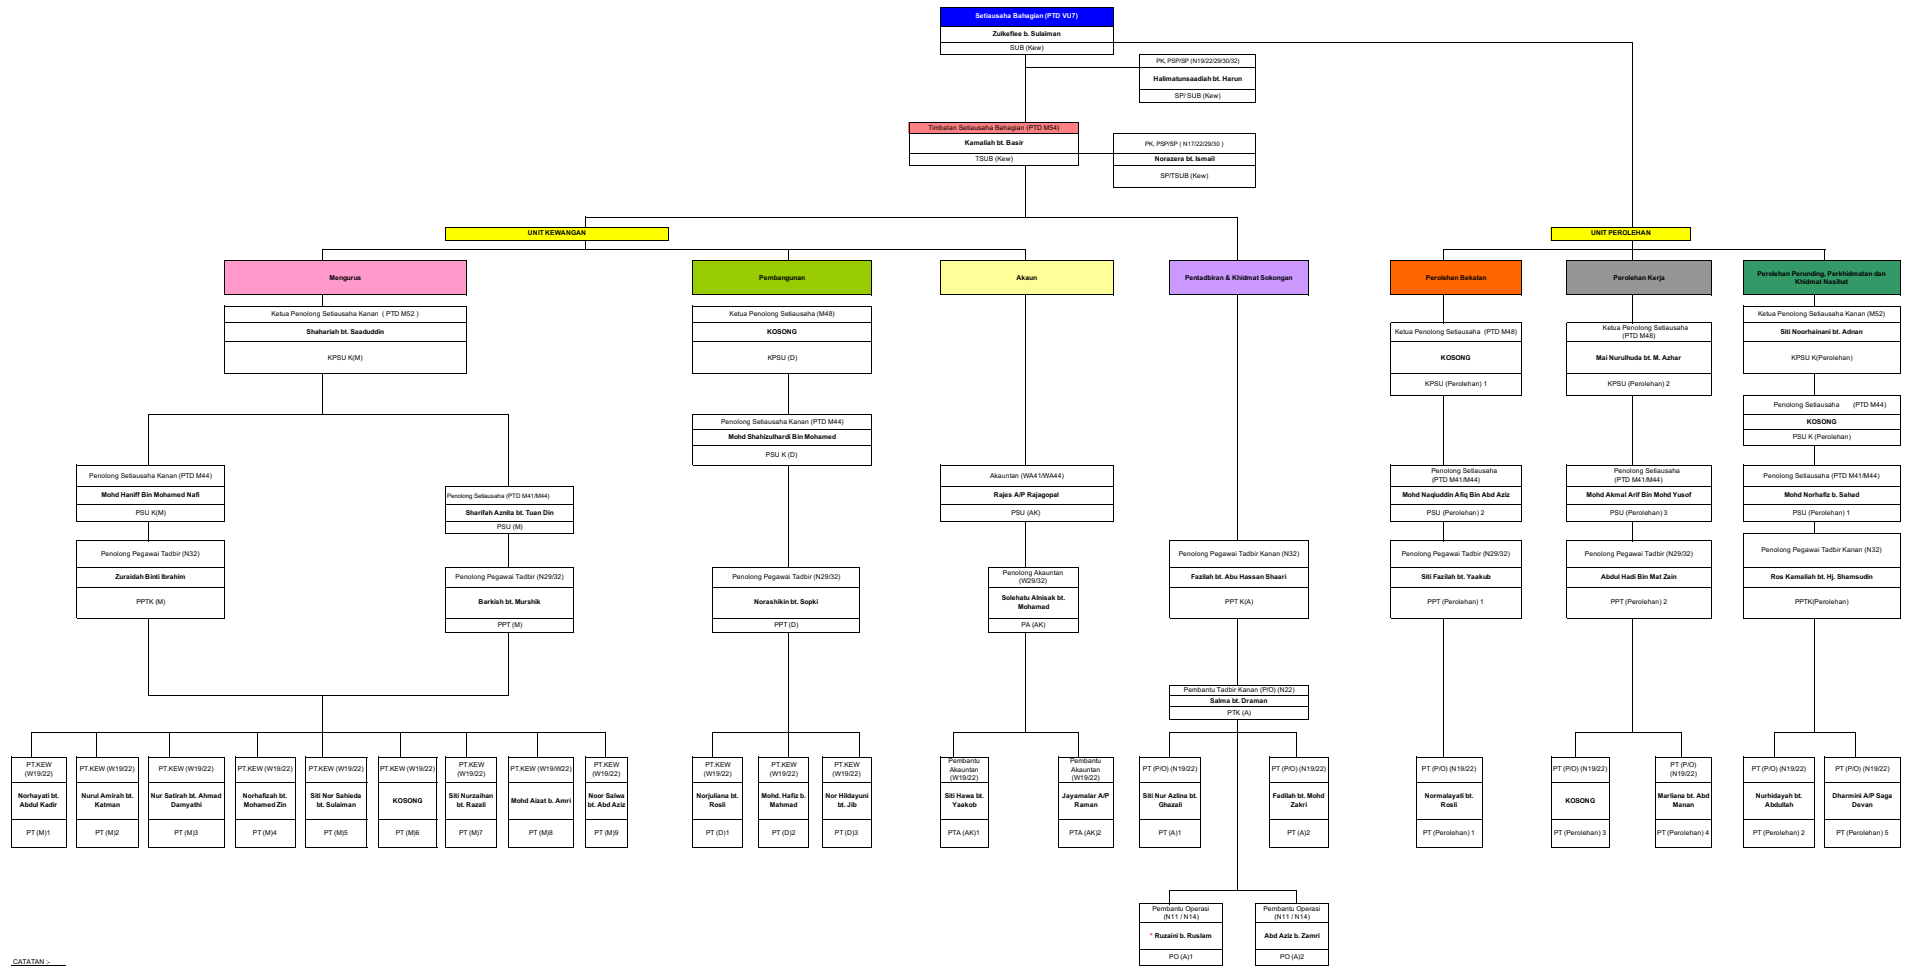 Setiausaha Bahagian (PTD VU7)
Zulkeflee b. Sulaiman
SUB (Kew)
PK, PSP/SP (N19/22/29/30/32)
Halimatunsaadiah bt. Harun
SP/ SUB (Kew)
Timbalan Setiausaha Bahagian (PTD M54)
Kamaliah bt. Basir
TSUB (Kew)
PK, PSP/SP ( N17/22/29/30 )
Norazera bt. Ismail
SP/TSUB (Kew)
UNIT KEWANGAN
UNIT PEROLEHAN
Mengurus
Ketua Penolong Setiausaha Kanan ( PTD M52 )
Shahariah bt. Saaduddin
KPSU K(M)
Penolong Setiausaha Kanan (PTD M44)
Mohd Haniff Bin Mohamed Nafi
PSU K(M)
Penolong Pegawai Tadbir (N32)
Zuraidah Binti Ibrahim
PPTK (M)
Penolong Setiausaha (PTD M41/M44)
Sharifah Aznita bt. Tuan Din
PSU (M)
Penolong Pegawai Tadbir (N29/32)
Barkish bt. Murshik
PPT (M)
PT.KEW
(W19/22)
Norhayati bt.
Abdul Kadir
PT (M)1
PT.KEW (W19/22)
Nurul Amirah bt.
Katman
PT (M)2
PT.KEW (W19/22)
Nur Satirah bt. Ahmad
Damyathi
PT (M)3
PT.KEW (W19/22)
Norhafizah bt.
Mohamed Zin
PT (M)4
PT.KEW (W19/22)
Siti Nor Sahieda
bt. Sulaiman
PT (M)5
PT.KEW (W19/22)
KOSONG
PT (M)6
PT.KEW
(W19/22)
Siti Nurzaihan
bt. Razali
PT (M)7
PT.KEW (W19/W22)
Mohd Aizat b. Amri
PT (M)8
PT.KEW
(W19/22)
Noor Salwa
bt. Abd Aziz
PT (M)9
Pembangunan
Ketua Penolong Setiausaha (M48)
KOSONG
KPSU (D)
Penolong Setiausaha Kanan (PTD M44)
Mohd Shahizulhardi Bin Mohamed
PSU K (D)
Penolong Pegawai Tadbir (N29/32)
Norashikin bt. Sopki
PPT (D)
PT.KEW
(W19/22)
Norjuliana bt.
Rosli
PT (D)1
PT.KEW
(W19/22)
Mohd. Hafiz b.
Mahmad
PT (D)2
PT.KEW
(W19/22)
Nor Hildayuni
bt. Jib
PT (D)3
Akaun
Akauntan (WA41/WA44)
Rajes A/P Rajagopal
PSU (AK)
Penolong Akauntan
(W29/32)
Solehatu Alnisak bt.
Mohamad
PA (AK)
Pembantu
Akauntan
(W19/22)
Siti Hawa bt.
Yaakob
PTA (AK)1
Pembantu
Akauntan
(W19/22)
Jayamalar A/P
Raman
PTA (AK)2
Pentadbiran & Khidmat Sokongan
Penolong Pegawai Tadbir Kanan (N32)
Fazilah bt. Abu Hassan Shaari
PPT K(A)
Pembantu Tadbir Kanan (P/O) (N22)
Salma bt. Draman
PTK (A)
PT (P/O) (N19/22)
Siti Nur Azlina bt.
Ghazali
PT (A)1
PT (P/O) (N19/22)
Fadilah bt. Mohd
Zakri
PT (A)2
Pembantu Operasi
(N11 / N14)
* Ruzaini b. Ruslam
PO (A)1
Pembantu Operasi
(N11 / N14)
Abd Aziz b. Zamri
PO (A)2
Perolehan Bekalan
Ketua Penolong Setiausaha (PTD M48)
KOSONG
KPSU (Perolehan) 1
Penolong Setiausaha
(PTD M41/M44)
Mohd Naqiuddin Afiq Bin Abd Aziz
PSU (Perolehan) 2
Penolong Pegawai Tadbir (N29/32)
Siti Fazilah bt. Yaakub
PPT (Perolehan) 1
PT (P/O) (N19/22)
Normalayati bt.
Rosli
PT (Perolehan) 1
Perolehan Kerja
Ketua Penolong Setiausaha
(PTD M48)
Mai Nurulhuda bt. M. Azhar
KPSU (Perolehan) 2
Penolong Setiausaha
(PTD M41/M44)
Mohd Akmal Arif Bin Mohd Yusof
PSU (Perolehan) 3
Penolong Pegawai Tadbir (N29/32)
Abdul Hadi Bin Mat Zain
PPT (Perolehan) 2
PT (P/O) (N19/22)
KOSONG
PT (Perolehan) 3
PT (P/O)
(N19/22)
Marliana bt. Abd
Manan
PT (Perolehan) 4
Perolehan Perunding, Perkhidmatan dan
Khidmat Nasihat
Ketua Penolong Setiausaha Kanan (M52)
Siti Noorhainani bt. Adnan
KPSU K(Perolehan)
Penolong Setiausaha (PTD M44)
KOSONG
PSU K (Perolehan)
Penolong Setiausaha (PTD M41/M44)
Mohd Norhafiz b. Sahad
PSU (Perolehan) 1
Penolong Pegawai Tadbir Kanan (N32)
Ros Kamaliah bt. Hj. Shamsudin
PPTK(Perolehan)
PT (P/O) (N19/22)
Nurhidayah bt.
Abdullah
PT (Perolehan) 2
PT (P/O) (N19/22)
Dharmini A/P Saga
Devan
PT (Perolehan) 5
CATATAN :-